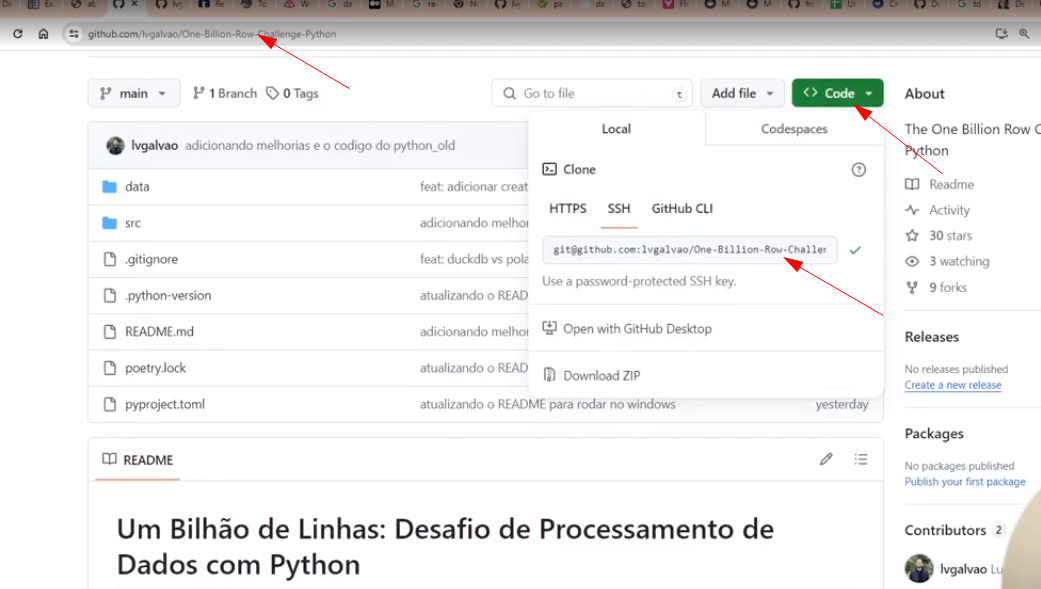 github.com/lvgalvao/One-Billion-Row-Challenge-Python
main
1 Branch
0 Tags
Go to file
t
Add file
<> Code
About
Local
Codespaces
The One Billion Row C
Python
lvgalvao adicionando melhorias e o codigo do python_old
Clone
data
feat: adicionar creat
HTTPS
SSH
GitHub CLI
Readme
Activity
src
adicionando melhor
30 stars
git@github.com:lvgalvao/One-Billion-Row-Challer
.gitignore
feat: duckdb vs pola
3 watching
Use a password-protected SSH key.
9 forks
.python-version
atualizando o READ
Open with GitHub Desktop
README.md
adicionando melhor
Releases
poetry.lock
atualizando o READ
Download ZIP
No releases published
Create a new release
pyproject.toml
atualizando o README para rodar no windows
yesterday
Packages
README
No packages published
Publish your first package
Um Bilhão de Linhas: Desafio de Processamento de
Dados com Python
Contributors 2
lvgalvao Lu